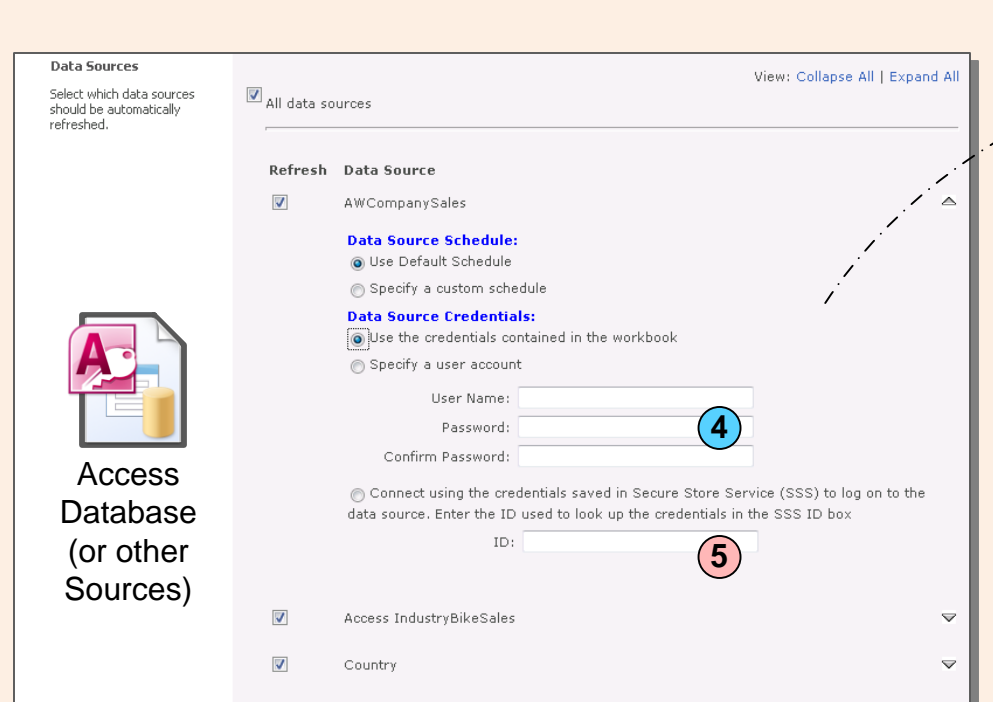 Data Sources
Select which data sources
should be automatically
refreshed.
View: Collapse All | Expand All
All data sources
Refresh Data Source
AWCompanySales
Data Source Schedule:
Use Default Schedule
Specify a custom schedule
Data Source Credentials:
Use the credentials contained in the workbook
Specify a user account
User Name:
Password:
4
Confirm Password:
Connect using the credentials saved in Secure Store Service (SSS) to log on to the
data source. Enter the ID used to look up the credentials in the SSS ID box
ID:
5
Access IndustryBikeSales
Country
A
Access
Database
(or other
Sources)